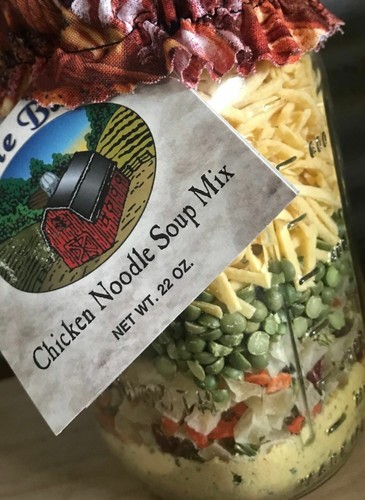 Chicken Noodle Soup Mix
NET WT. 22 OZ.